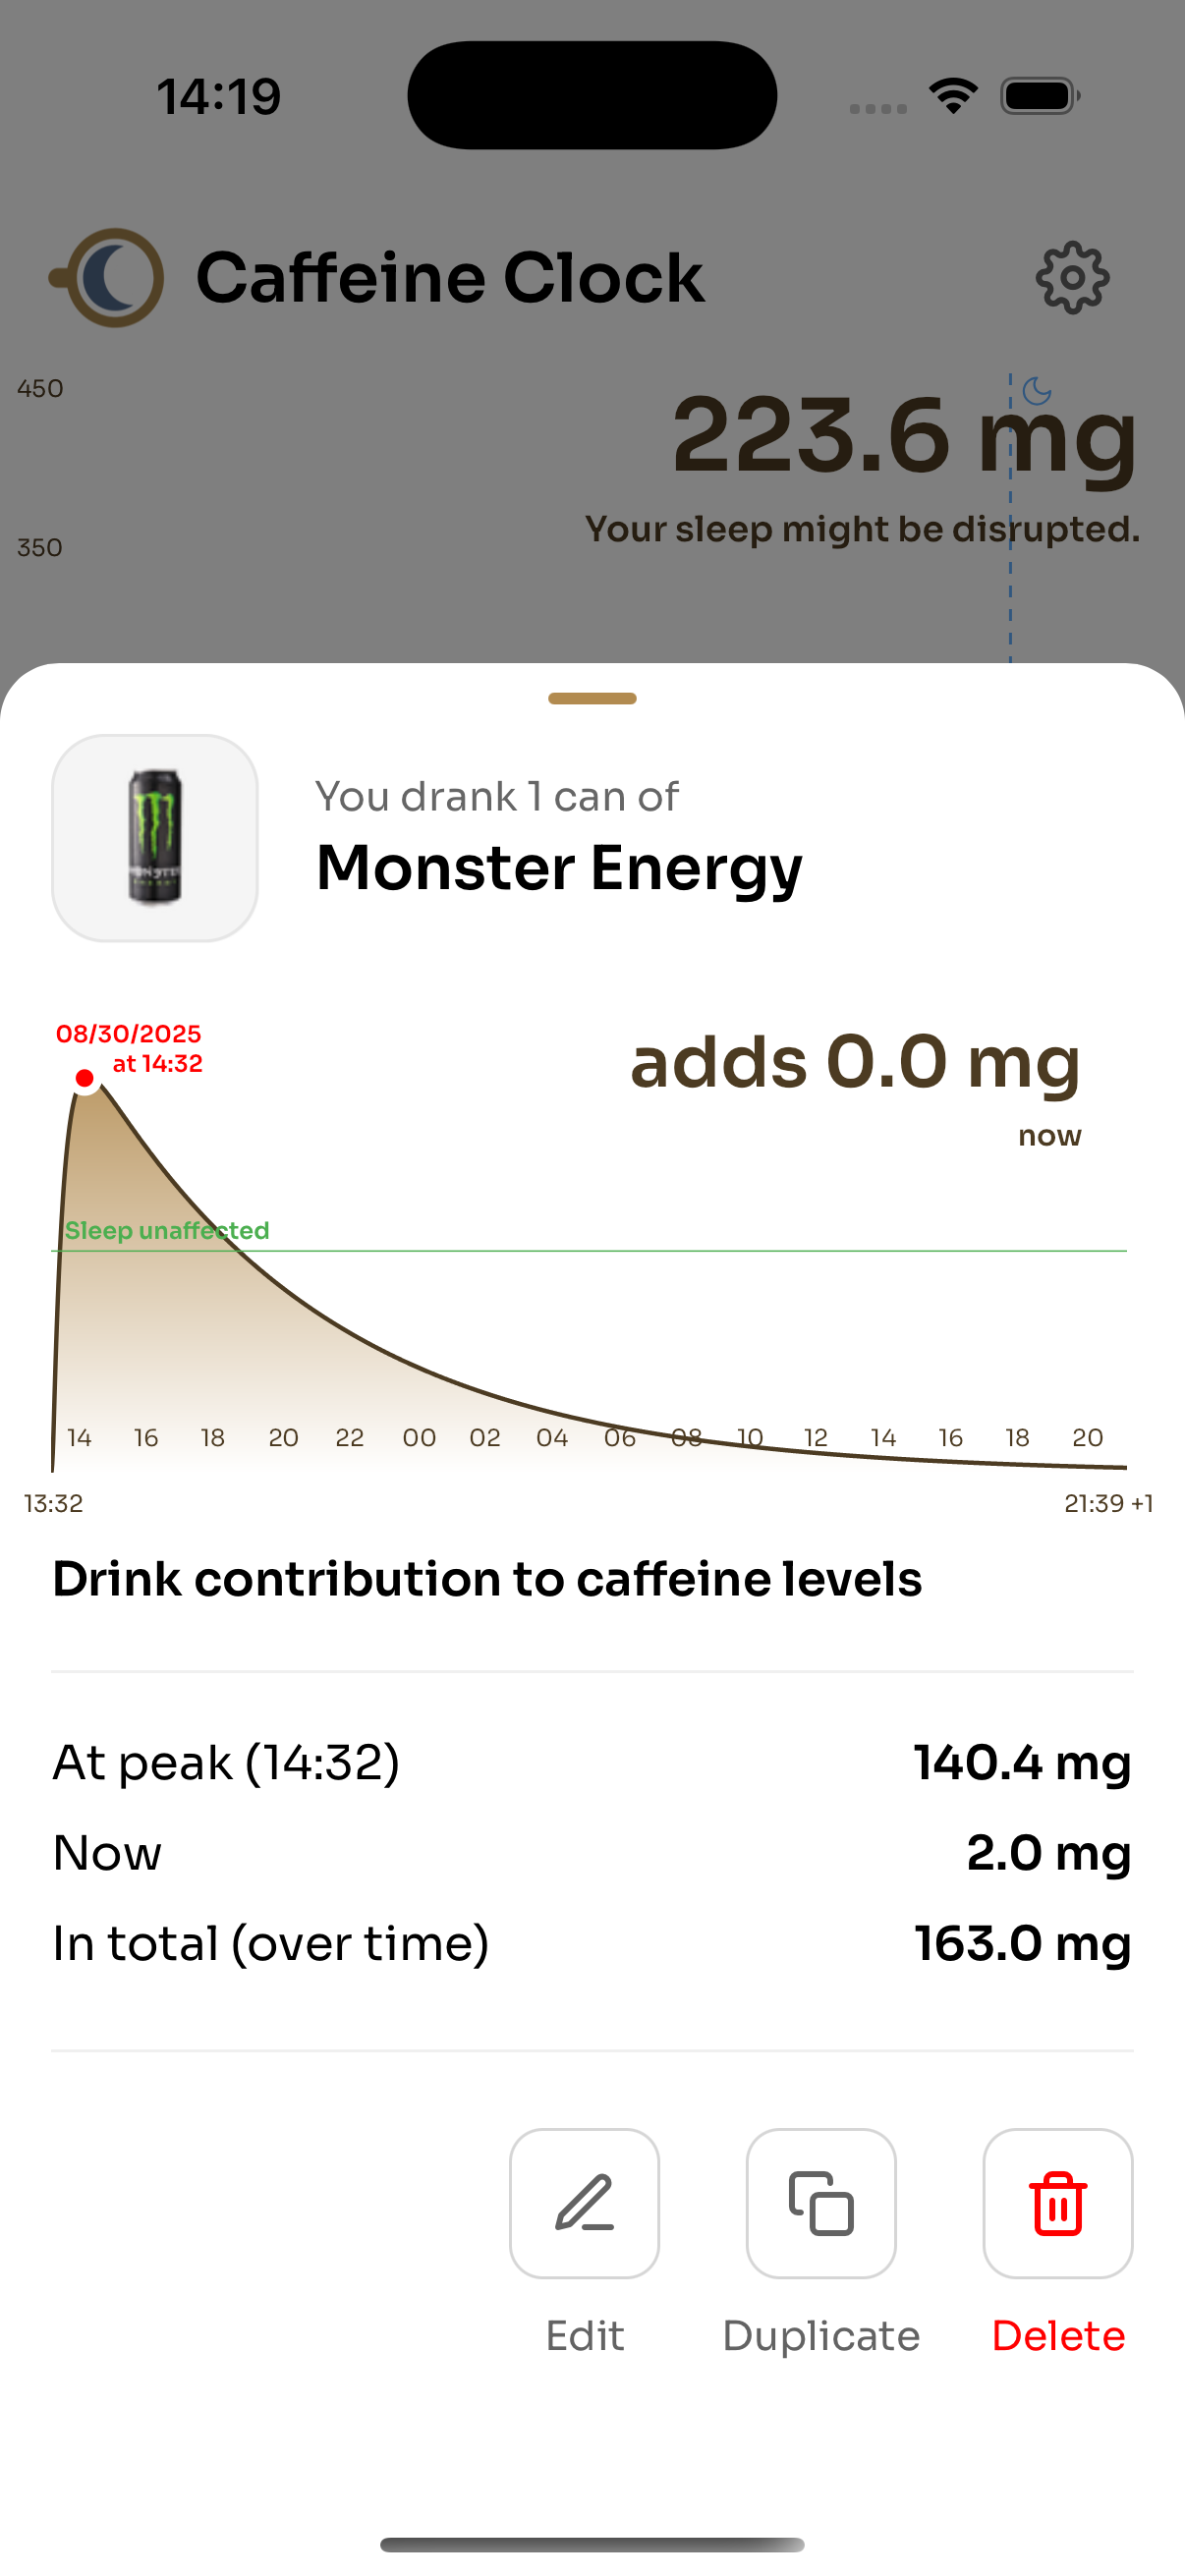 14:19
Caffeine Clock
450
223.6 mg
Your sleep might be disrupted.
350
You drank 1 can of
Monster Energy
08/30/2025
at 14:32
adds 0.0 mg
now
Sleep unaffected
14 16 18 20 22 00 02 04 06 08 10 12 14 16 18 20
13:32 21:39 +1
Drink contribution to caffeine levels
At peak (14:32) 140.4 mg
Now 2.0 mg
In total (over time) 163.0 mg
Edit Duplicate Delete